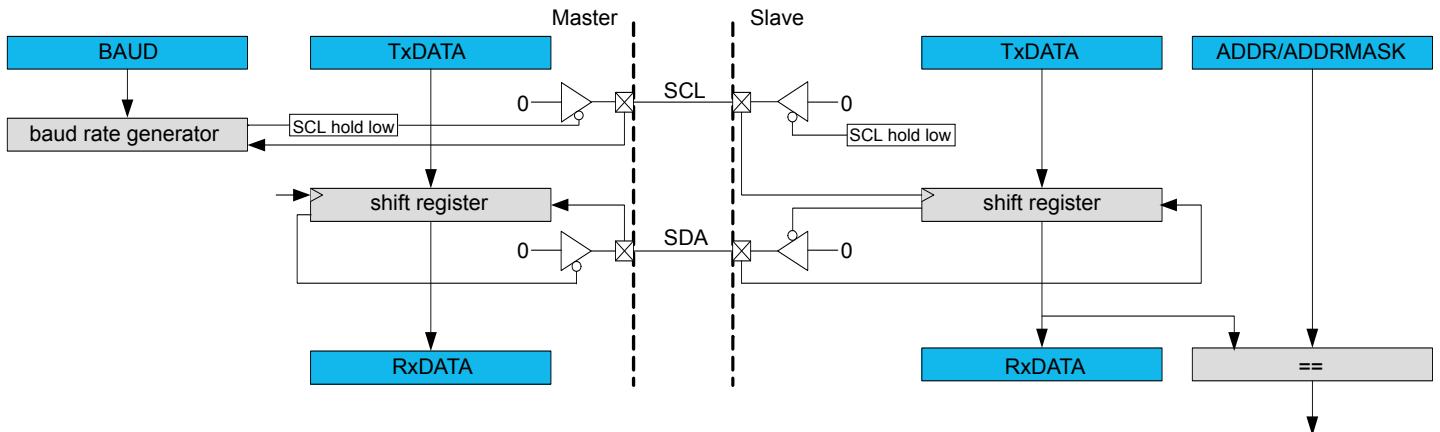 Master Slave
BAUD TxDATA TxDATA ADDR/ADDRMASK
SCL
0 0
baud rate generator SCL hold low SCL hold low
shift register shift register
SDA
0 0
RxDATA RxDATA ==